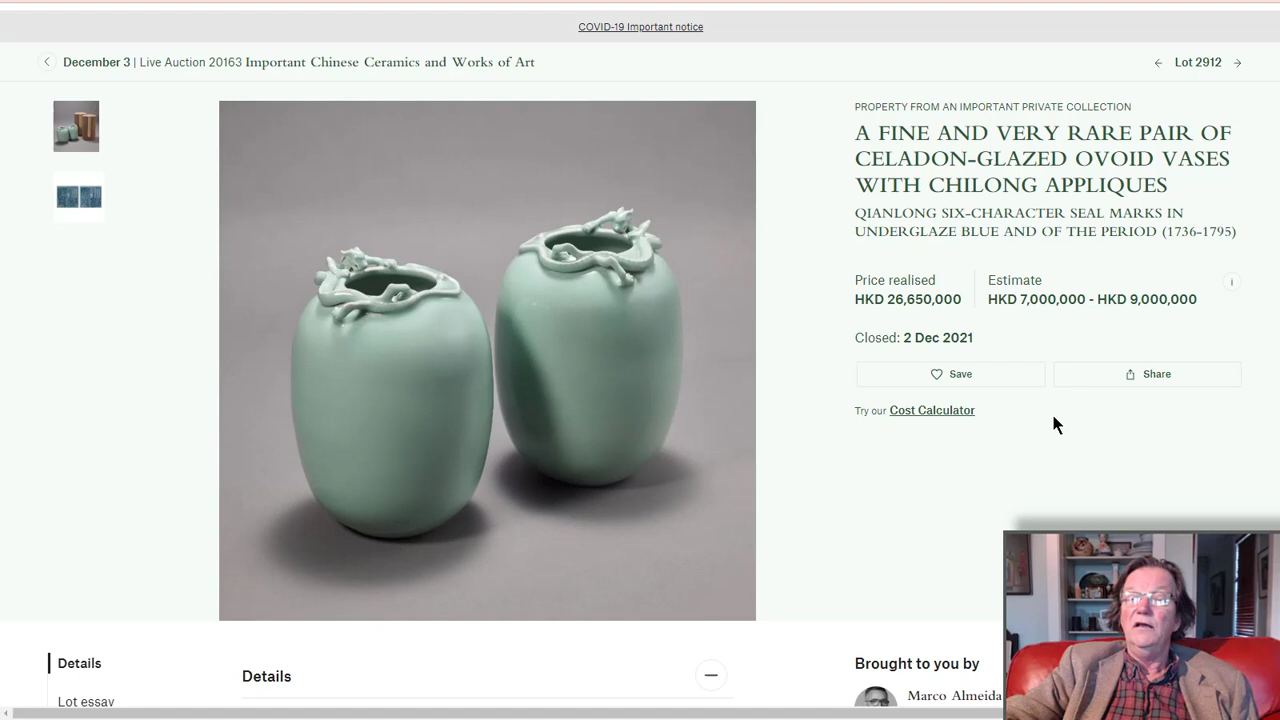 COVID-19 Important notice
December 3 | Live Auction 20163 Important Chinese Ceramics and Works of Art
Lot 2912
PROPERTY FROM AN IMPORTANT PRIVATE COLLECTION
A FINE AND VERY RARE PAIR OF
CELADON-GLAZED OVOID VASES
WITH CHILONG APPLIQUES
QIANLONG SIX-CHARACTER SEAL MARKS IN
UNDERGLAZE BLUE AND OF THE PERIOD (1736-1795)
Price realised
HKD 26,650,000
Estimate
HKD 7,000,000 - HKD 9,000,000
i
Closed: 2 Dec 2021
Save
Share
Try our Cost Calculator
Details
Lot essay
Details
Brought to you by
Marco Almeida